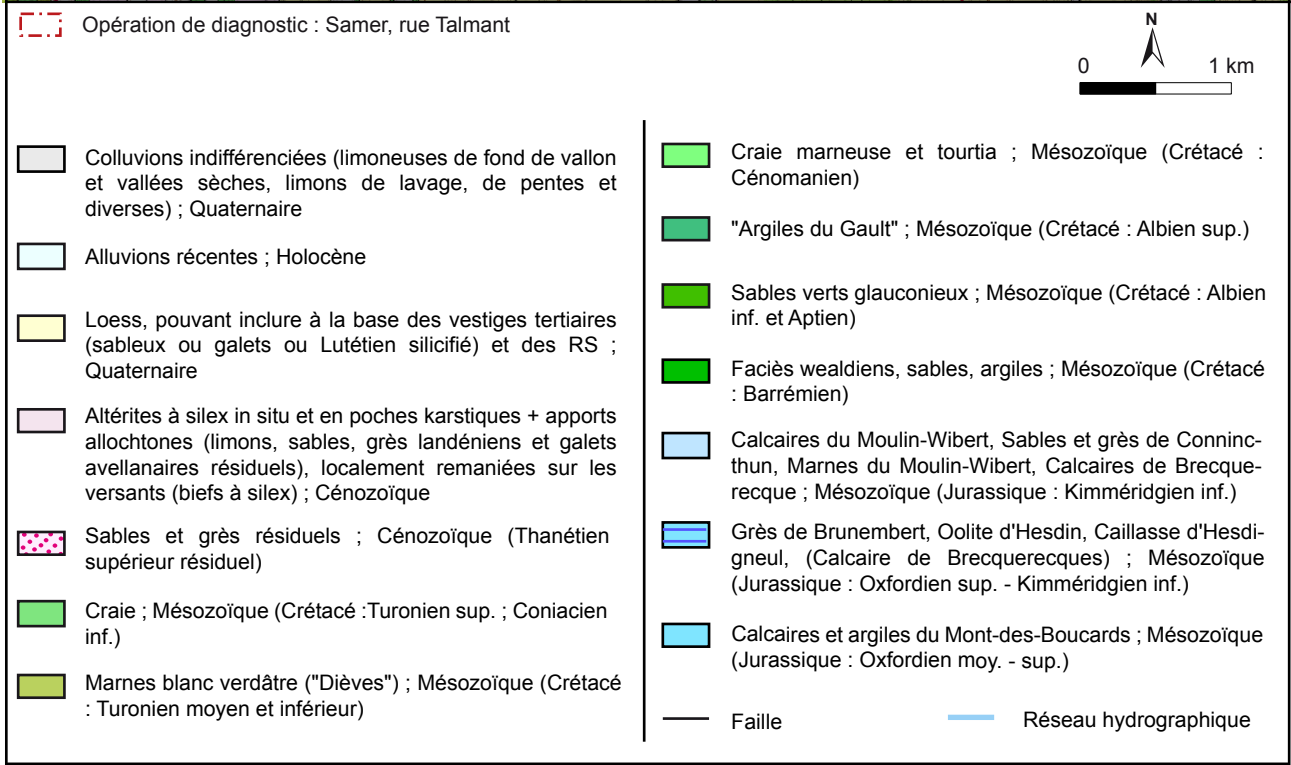 Opération de diagnostic : Samer, rue Talmant
N
0 1 km
Colluvions indifférenciées (limoneuses de fond de vallon
et vallées sèches, limons de lavage, de pentes et
diverses) ; Quaternaire
Alluvions récentes ; Holocène
Loess, pouvant inclure à la base des vestiges tertiaires
(sableux ou galets ou Lutétien silicifié) et des RS ;
Quaternaire
Altérites à silex in situ et en poches karstiques + apports
allochtones (limons, sables, grès landéniens et galets
avellanaires résiduels), localement remaniées sur les
versants (biefs à silex) ; Cénozoïque
Sables et grès résiduels ; Cénozoïque (Thanétien
supérieur résiduel)
Craie ; Mésozoïque (Crétacé :Turonien sup. ; Coniacien
inf.)
Marnes blanc verdâtre ("Dièves") ; Mésozoïque (Crétacé
: Turonien moyen et inférieur)
Craie marneuse et tourtia ; Mésozoïque (Crétacé :
Cénomanien)
"Argiles du Gault" ; Mésozoïque (Crétacé : Albien sup.)
Sables verts glauconieux ; Mésozoïque (Crétacé : Albien
inf. et Aptien)
Faciès wealdiens, sables, argiles ; Mésozoïque (Crétacé
: Barrémien)
Calcaires du Moulin-Wibert, Sables et grès de Conninc-
thun, Marnes du Moulin-Wibert, Calcaires de Brecque-
recque ; Mésozoïque (Jurassique : Kimméridgien inf.)
Grès de Brunembert, Oolite d'Hesdin, Caillasse d'Hesdi-
gneul, (Calcaire de Brecquerecques) ; Mésozoïque
(Jurassique : Oxfordien sup. - Kimméridgien inf.)
Calcaires et argiles du Mont-des-Boucards ; Mésozoïque
(Jurassique : Oxfordien moy. - sup.)
Faille
Réseau hydrographique